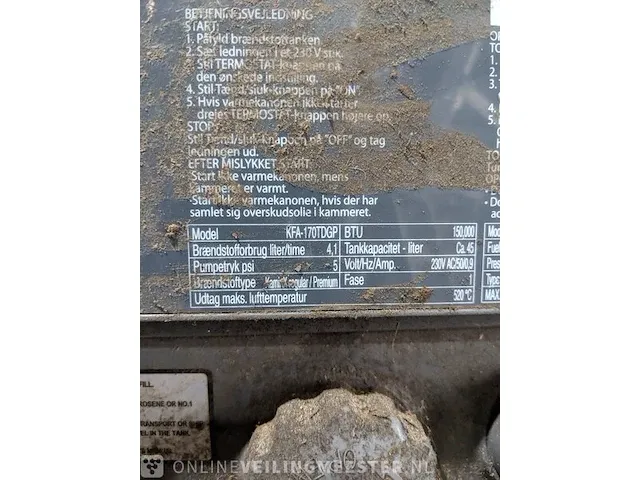 BETJENINGSVEJLEDNING
START:
1. Påfyld brændstoftanken.
2. Sæt ledningen i et 230 V stik.
3. Stil TERMOSTAT-knappen på
den ønskede indstilling.
4. Stil Tænd/sluk-knappen på "ON"
5. Hvis varmekanonen ikke starter
drejes TERMOSTAT-knappen højere op.
STOP
Stil Tænd/sluk-knappen på "OFF" og tag
ledningen ud.
EFTER MISLYKKET START:
- Start ikke varmekanonen, mens
kammeret er varmt.
- Start ikke varmekanonen, hvis der har
samlet sig overskudsolie i kammeret.
Model KFA-170TDGP BTU 150,000
Brændstofforbrug liter/time 4,1 Tankkapacitet - liter Ca. 45
Pumpetryk psi 5 Volt/Hz/Amp. 230V AC/50/0,9
Brændstoftype regular / Premium Fase 1
Udtag maks. lufttemperatur 520 °C
FILL.
ROSENE OR NO.1
TRANSPORT OR
EL IN THE TANK.
ONLINEVEILINGMEESTER.NL